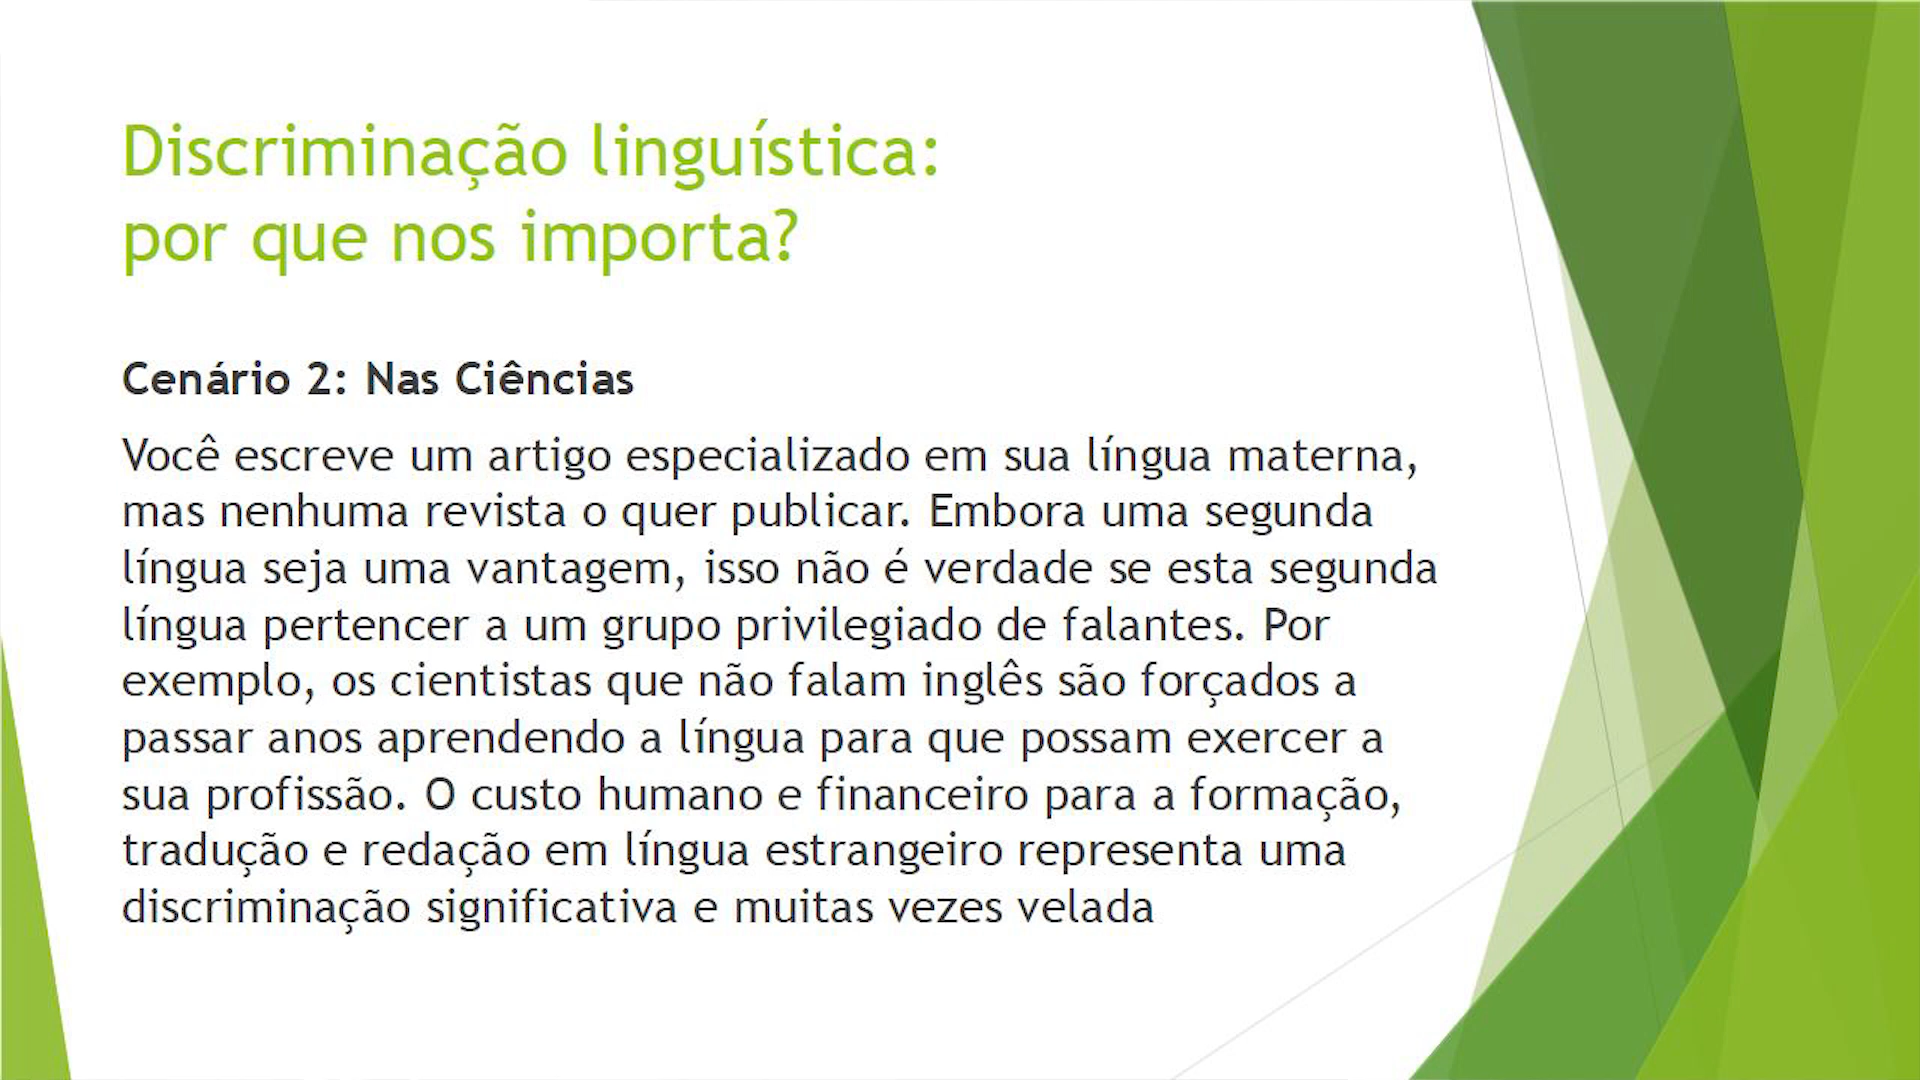 Discriminação linguística:
por que nos importa?
Cenário 2: Nas Ciências
Você escreve um artigo especializado em sua língua materna,
mas nenhuma revista o quer publicar. Embora uma segunda
língua seja uma vantagem, isso não é verdade se esta segunda
língua pertencer a um grupo privilegiado de falantes. Por
exemplo, os cientistas que não falam inglês são forçados a
passar anos aprendendo a língua para que possam exercer a
sua profissão. O custo humano e financeiro para a formação,
tradução e redação em língua estrangeiro representa uma
discriminação significativa e muitas vezes velada